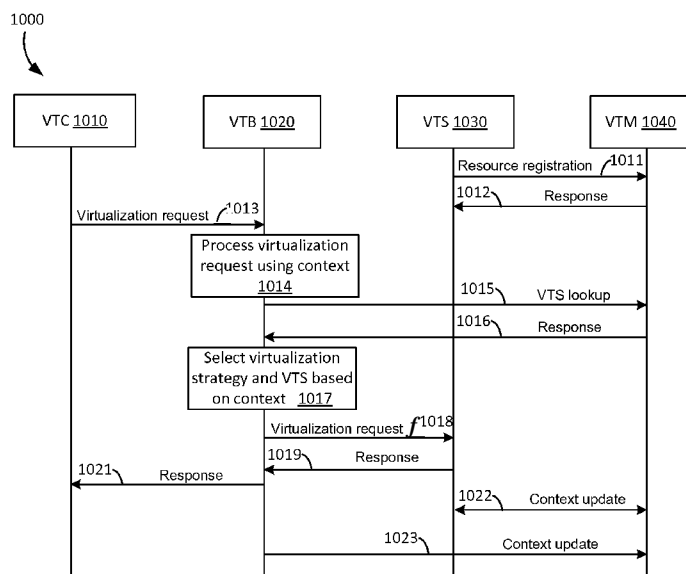 1000
VTC 1010
VTB 1020
VTS 1030
VTM 1040
Resource registration 1011
1012 Response
Virtualization request 1013
Process virtualization
request using context
1014
1015 VTS lookup
1016 Response
Select virtualization
strategy and VTS based
on context 1017
Virtualization request 1018
1019 Response
1021 Response
1022 Context update
1023 Context update